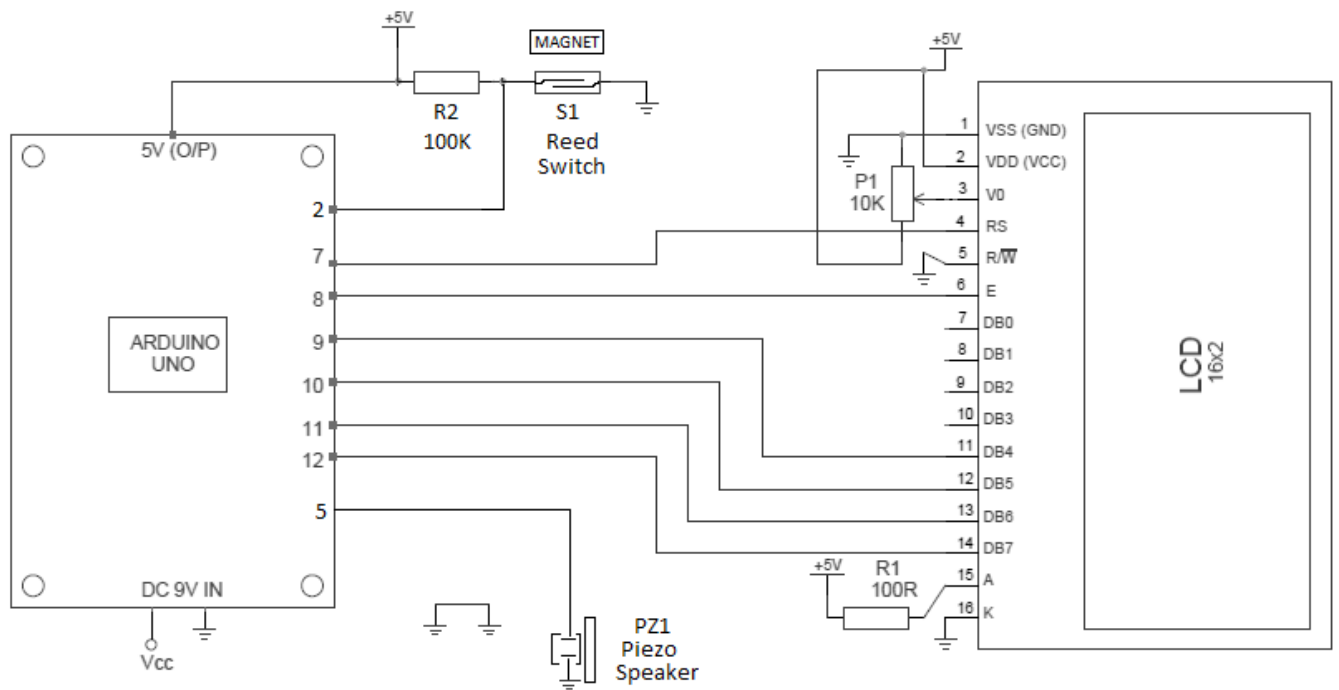 +5V
MAGNET
R2
100K
S1
Reed
Switch
5V (O/P)
2
7
8
9
10
11
12
5
ARDUINO
UNO
DC 9V IN
Vcc
PZ1
Piezo
Speaker
+5V
P1
10K
1 VSS (GND)
2 VDD (VCC)
3 V0
4 RS
5 R/W̅
6 E
7 DB0
8 DB1
9 DB2
10 DB3
11 DB4
12 DB5
13 DB6
14 DB7
15 A
16 K
+5V
R1
100R
LCD
16x2